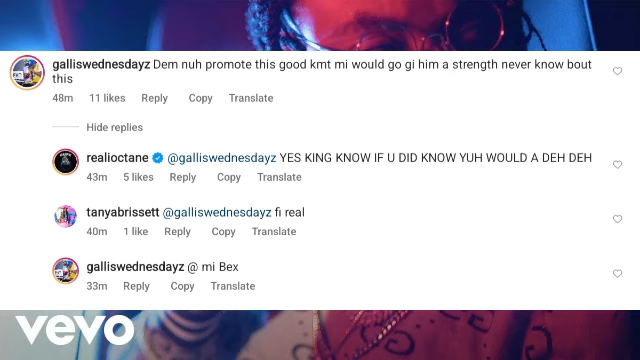 galliswednesdayz Dem nuh promote this good kmt mi would go gi him a strength never know bout
this
48m 11 likes Reply Copy Translate
Hide replies
realioctane @galliswednesdayz YES KING KNOW IF U DID KNOW YUH WOULD A DEH DEH
43m 5 likes Reply Copy Translate
tanyabrissett @galliswednesdayz fi real
40m 1 like Reply Copy Translate
galliswednesdayz @ mi Bex
33m Reply Copy Translate
vevo